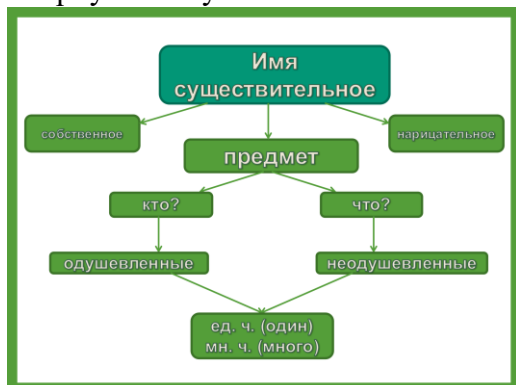 Имя
существительное
собственное
нарицательное
предмет
кто?
что?
одушевленные
неодушевленные
ед. ч. (один)
мн. ч. (много)